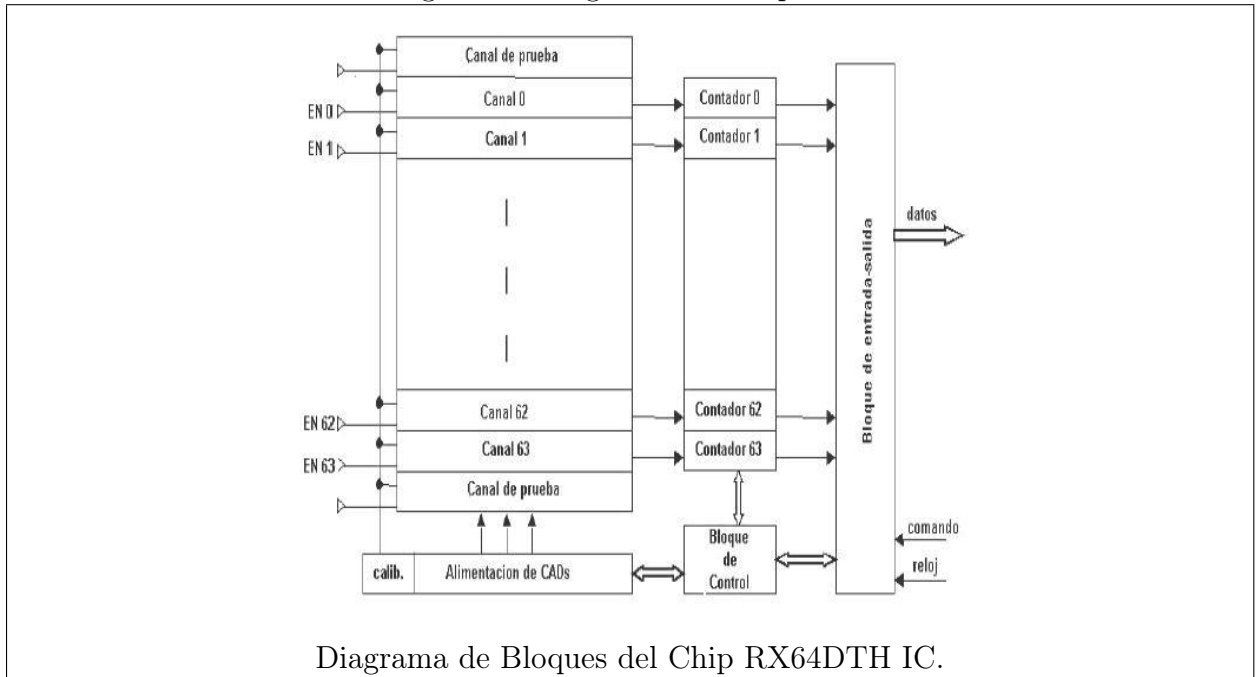 Canal de prueba
EN 0 Canal 0 Contador 0
EN 1 Canal 1 Contador 1
datos
Bloque de entrada-salida
EN 62 Canal 62 Contador 62
EN 63 Canal 63 Contador 63
Canal de prueba
comando
reloj
Bloque
de
Control
calib. Alimentacion de CADs
Diagrama de Bloques del Chip RX64DTH IC.